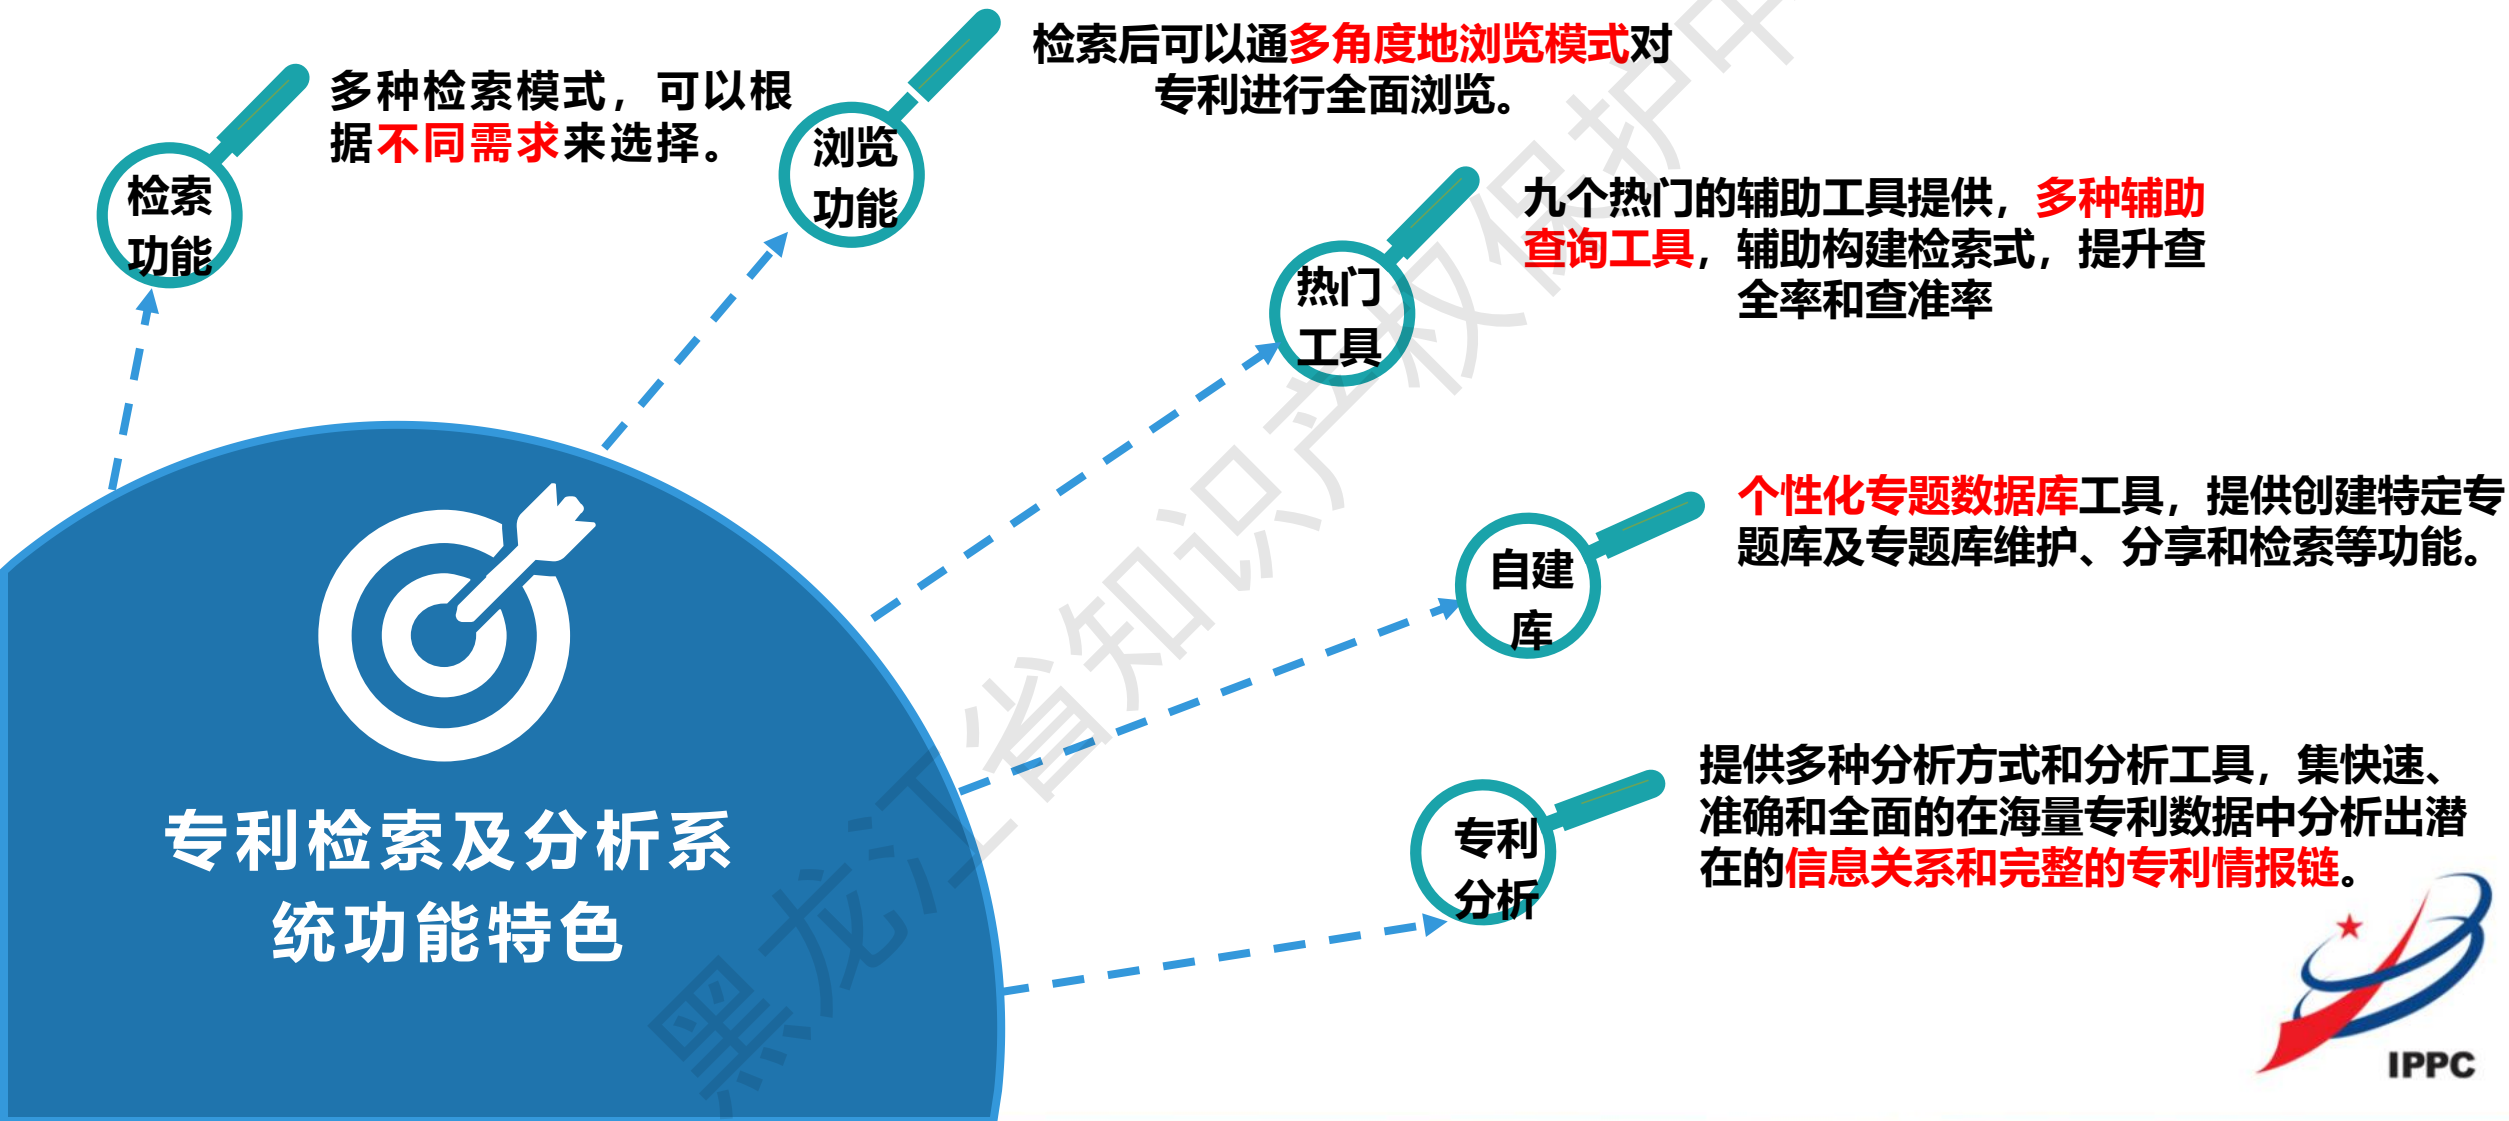 检索
功能
多种检索模式，可以根
据不同需求来选择。
浏览
功能
检索后可以通多角度地浏览模式对
专利进行全面浏览。
热门
工具
九个热门的辅助工具提供，多种辅助
查询工具，辅助构建检索式，提升查
全率和查准率
自建
库
个性化专题数据库工具，提供创建特定专
题库及专题库维护、分享和检索等功能。
专利
分析
提供多种分析方式和分析工具，集快速、
准确和全面的在海量专利数据中分析出潜
在的信息关系和完整的专利情报链。
专利检索及分析系
统功能特色
黑龙江省知识产权保护中
IPPC